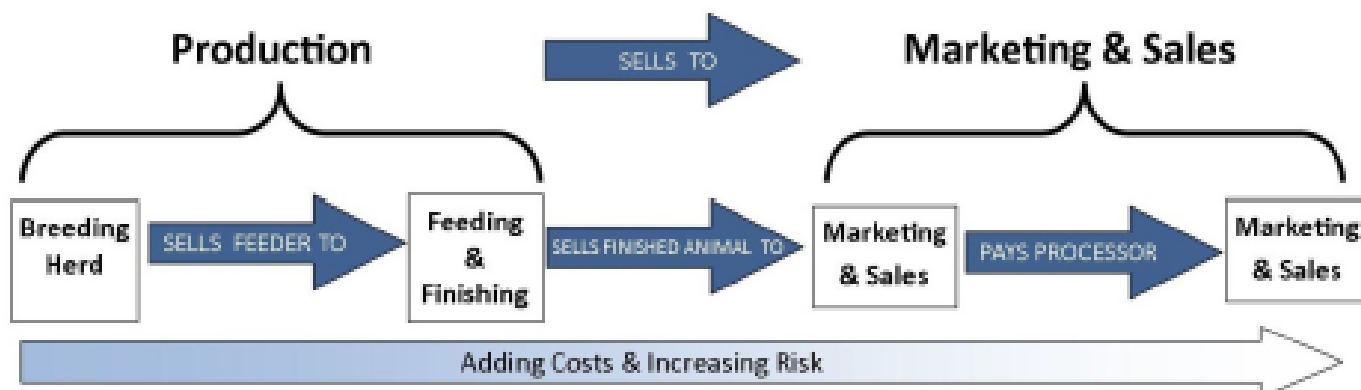 Production
SELLS TO
Marketing & Sales
Breeding
Herd
SELLS FEEDER TO
Feeding
&
Finishing
SELLS FINISHED ANIMAL TO
Marketing
& Sales
PAYS PROCESSOR
Marketing
& Sales
Adding Costs & Increasing Risk